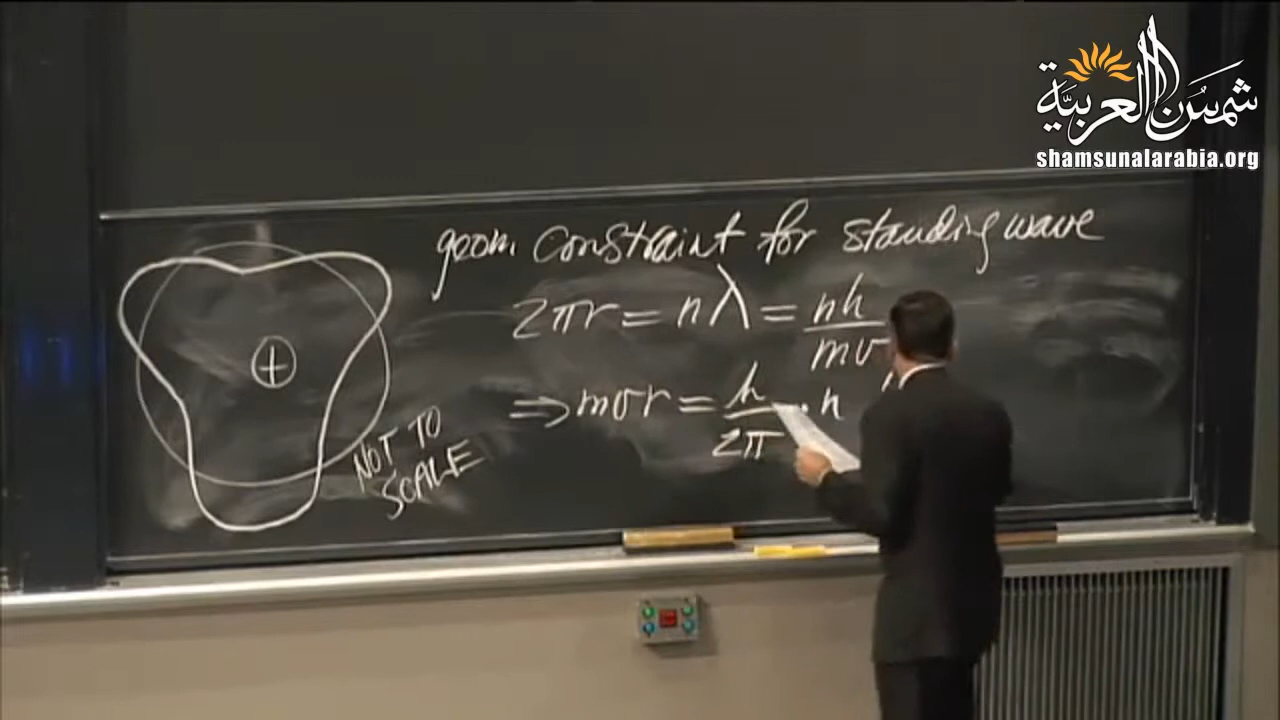 شمس العربية
shamsunalarabia.org
geom. constraint for standing wave
2πr = nλ = nh/mv
⇒ mvr = h/2π · n
+
NOT TO
SCALE